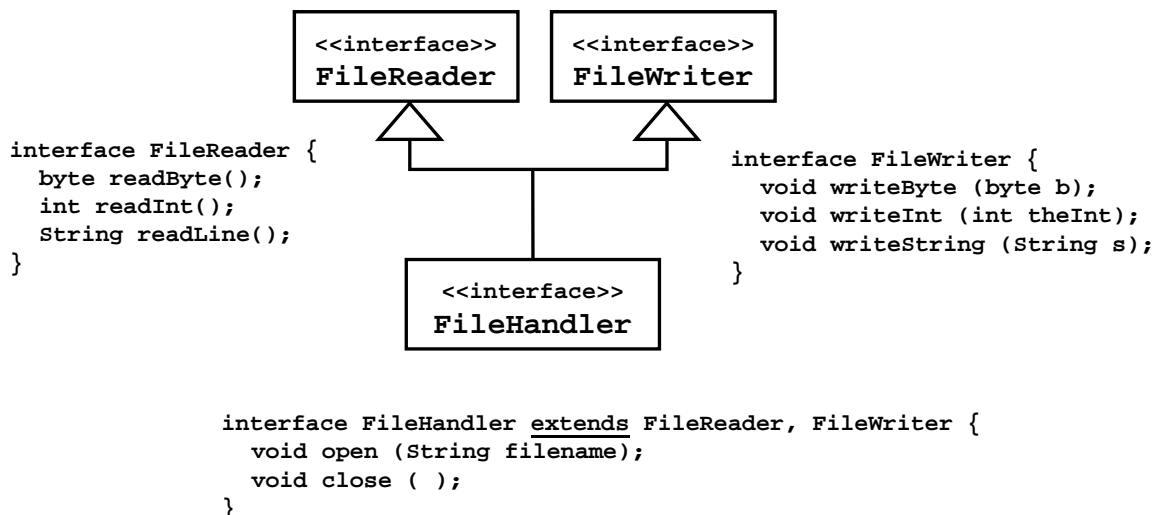 <<interface>>
FileReader
<<interface>>
FileWriter
interface FileReader {
  byte readByte();
  int readInt();
  String readLine();
}
interface FileWriter {
  void writeByte (byte b);
  void writeInt (int theInt);
  void writeString (String s);
}
<<interface>>
FileHandler
interface FileHandler extends FileReader, FileWriter {
  void open (String filename);
  void close ( );
}